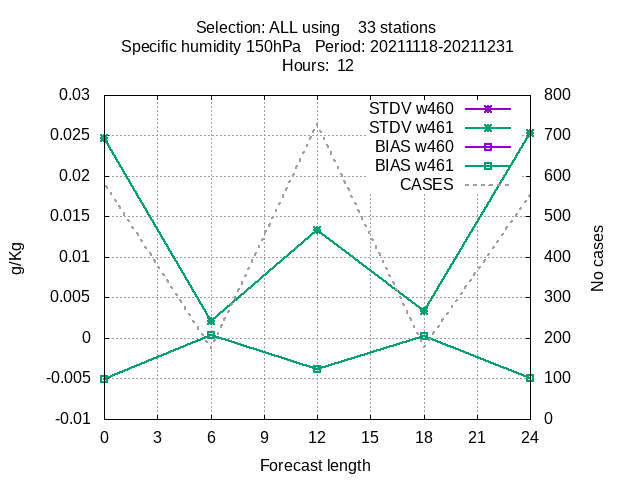 Selection: ALL using    33 stations
Specific humidity 150hPa   Period: 20211118-20211231
Hours:  12
0.03
0.025
0.02
0.015
0.01
0.005
0
-0.005
-0.01
g/Kg
STDV w460
STDV w461
BIAS w460
BIAS w461
CASES
800
700
600
500
400
300
200
100
0
No cases
0 3 6 9 12 15 18 21 24
Forecast length